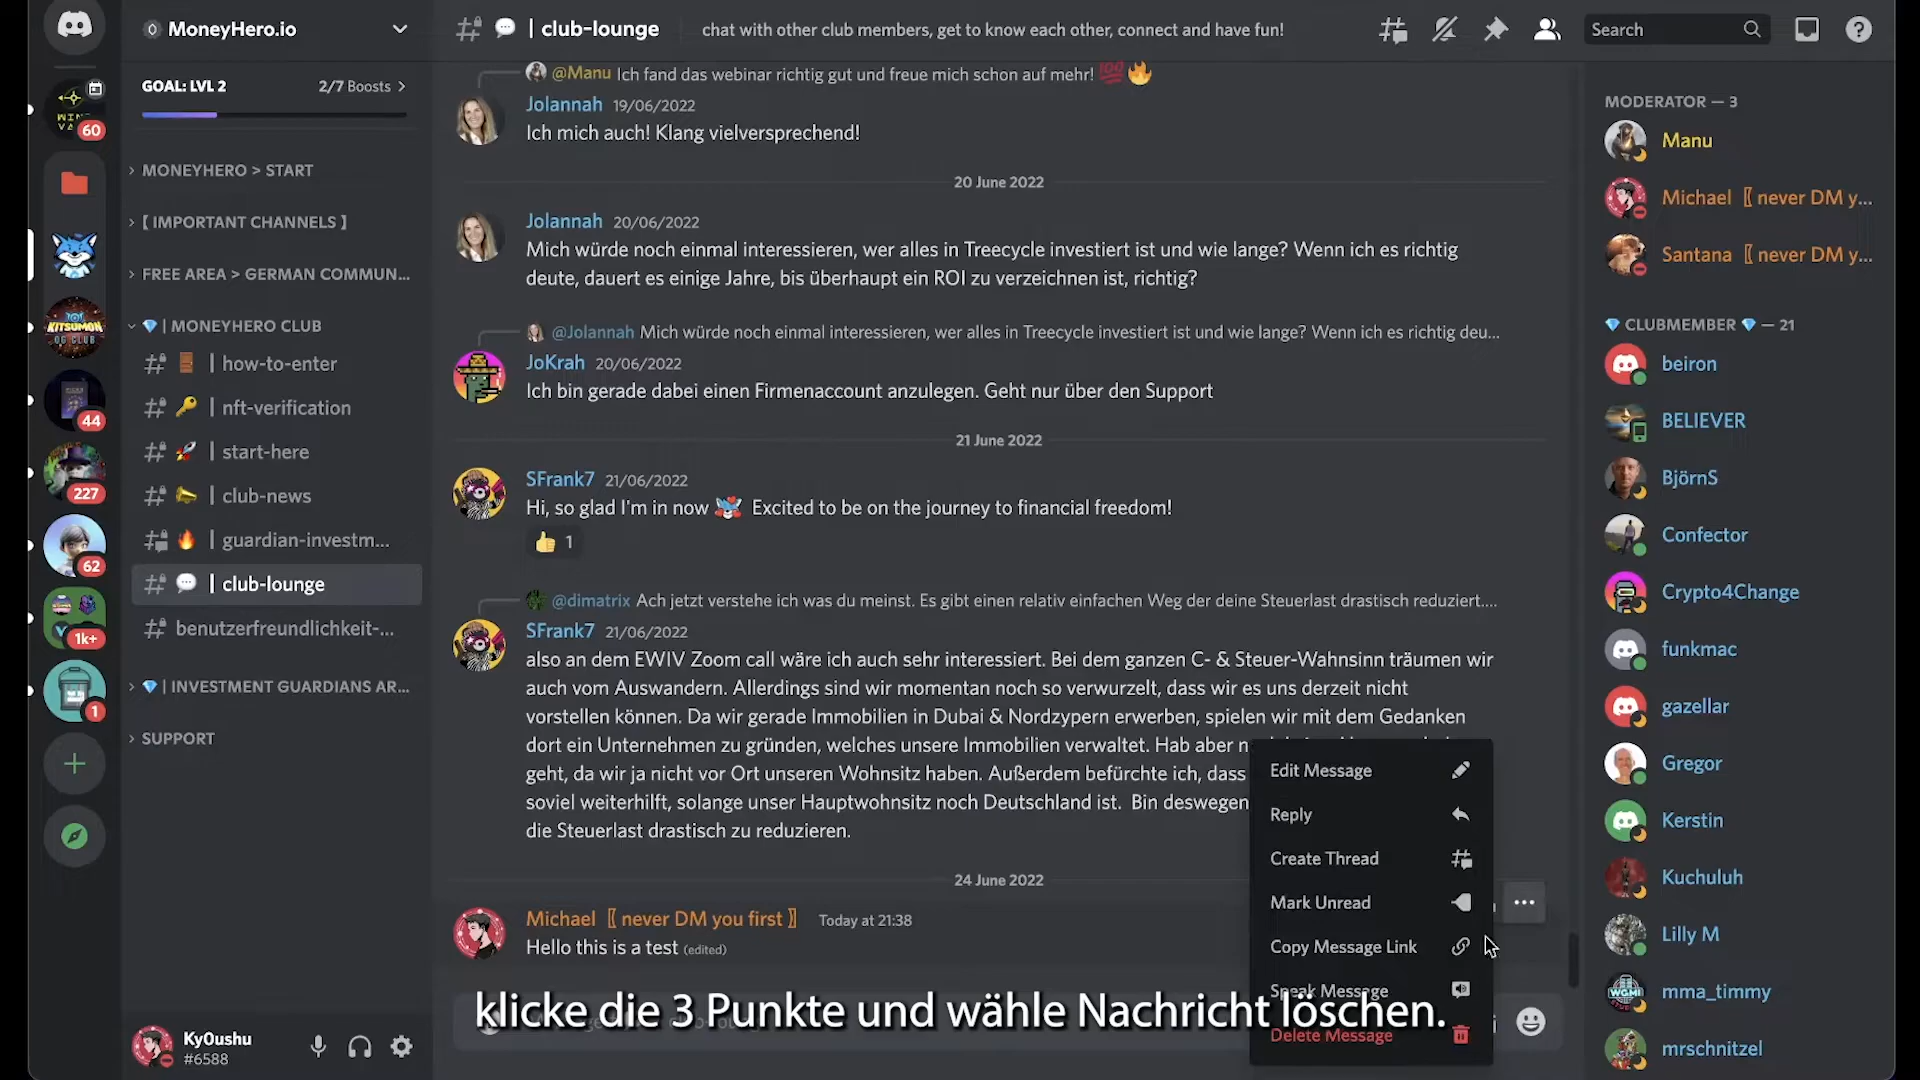 MoneyHero.io
GOAL: LVL 2
2/7 Boosts
MONEYHERO > START
【 IMPORTANT CHANNELS 】
FREE AREA > GERMAN COMMUN...
💎 | MONEYHERO CLUB
| how-to-enter
| nft-verification
| start-here
| club-news
| guardian-investm...
| club-lounge
benutzerfreundlichkeit-...
💎 | INVESTMENT GUARDIANS AR...
SUPPORT
60
44
227
62
1k+
1
KITSUMON
OG CLUB
KyOushu
#6588
| club-lounge
chat with other club members, get to know each other, connect and have fun!
Search
@Manu Ich fand das webinar richtig gut und freue mich schon auf mehr! 💯🔥
Jolannah 19/06/2022
Ich mich auch! Klang vielversprechend!
20 June 2022
Jolannah 20/06/2022
Mich würde noch einmal interessieren, wer alles in Treecycle investiert ist und wie lange? Wenn ich es richtig
deute, dauert es einige Jahre, bis überhaupt ein ROI zu verzeichnen ist, richtig?
@Jolannah Mich würde noch einmal interessieren, wer alles in Treecycle investiert ist und wie lange? Wenn ich es richtig deu...
JoKrah 20/06/2022
Ich bin gerade dabei einen Firmenaccount anzulegen. Geht nur über den Support
21 June 2022
SFrank7 21/06/2022
Hi, so glad I'm in now Excited to be on the journey to financial freedom!
👍 1
@dimatrix Ach jetzt verstehe ich was du meinst. Es gibt einen relativ einfachen Weg der deine Steuerlast drastisch reduziert....
SFrank7 21/06/2022
also an dem EWIV Zoom call wäre ich auch sehr interessiert. Bei dem ganzen C- & Steuer-Wahnsinn träumen wir
auch vom Auswandern. Allerdings sind wir momentan noch so verwurzelt, dass wir es uns derzeit nicht
vorstellen können. Da wir gerade Immobilien in Dubai & Nordzypern erwerben, spielen wir mit dem Gedanken
dort ein Unternehmen zu gründen, welches unsere Immobilien verwaltet. Hab aber
geht, da wir ja nicht vor Ort unseren Wohnsitz haben. Außerdem befürchte ich, dass
soviel weiterhilft, solange unser Hauptwohnsitz noch Deutschland ist. Bin deswegen
die Steuerlast drastisch zu reduzieren.
24 June 2022
Michael 〖 never DM you first 〗 Today at 21:38
Hello this is a test (edited)
Edit Message
Reply
Create Thread
Mark Unread
Copy Message Link
Speak Message
Delete Message
klicke die 3 Punkte und wähle Nachricht löschen.
MODERATOR — 3
Manu
Michael 〖 never DM y...
Santana 〖 never DM y...
💎 CLUBMEMBER 💎 — 21
beiron
BELIEVER
BjörnS
Confector
Crypto4Change
funkmac
gazellar
Gregor
Kerstin
Kuchuluh
Lilly M
mma_timmy
mrschnitzel